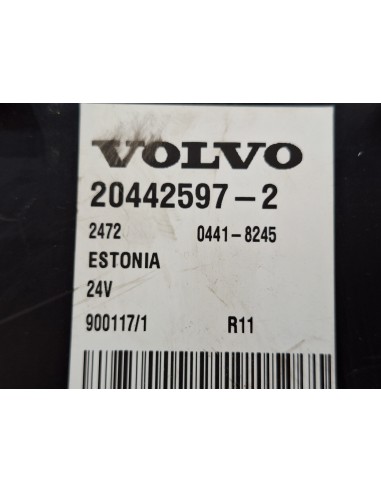 VOLVO
20442597-2
2472 0441-8245
ESTONIA
24V
900117/1 R11